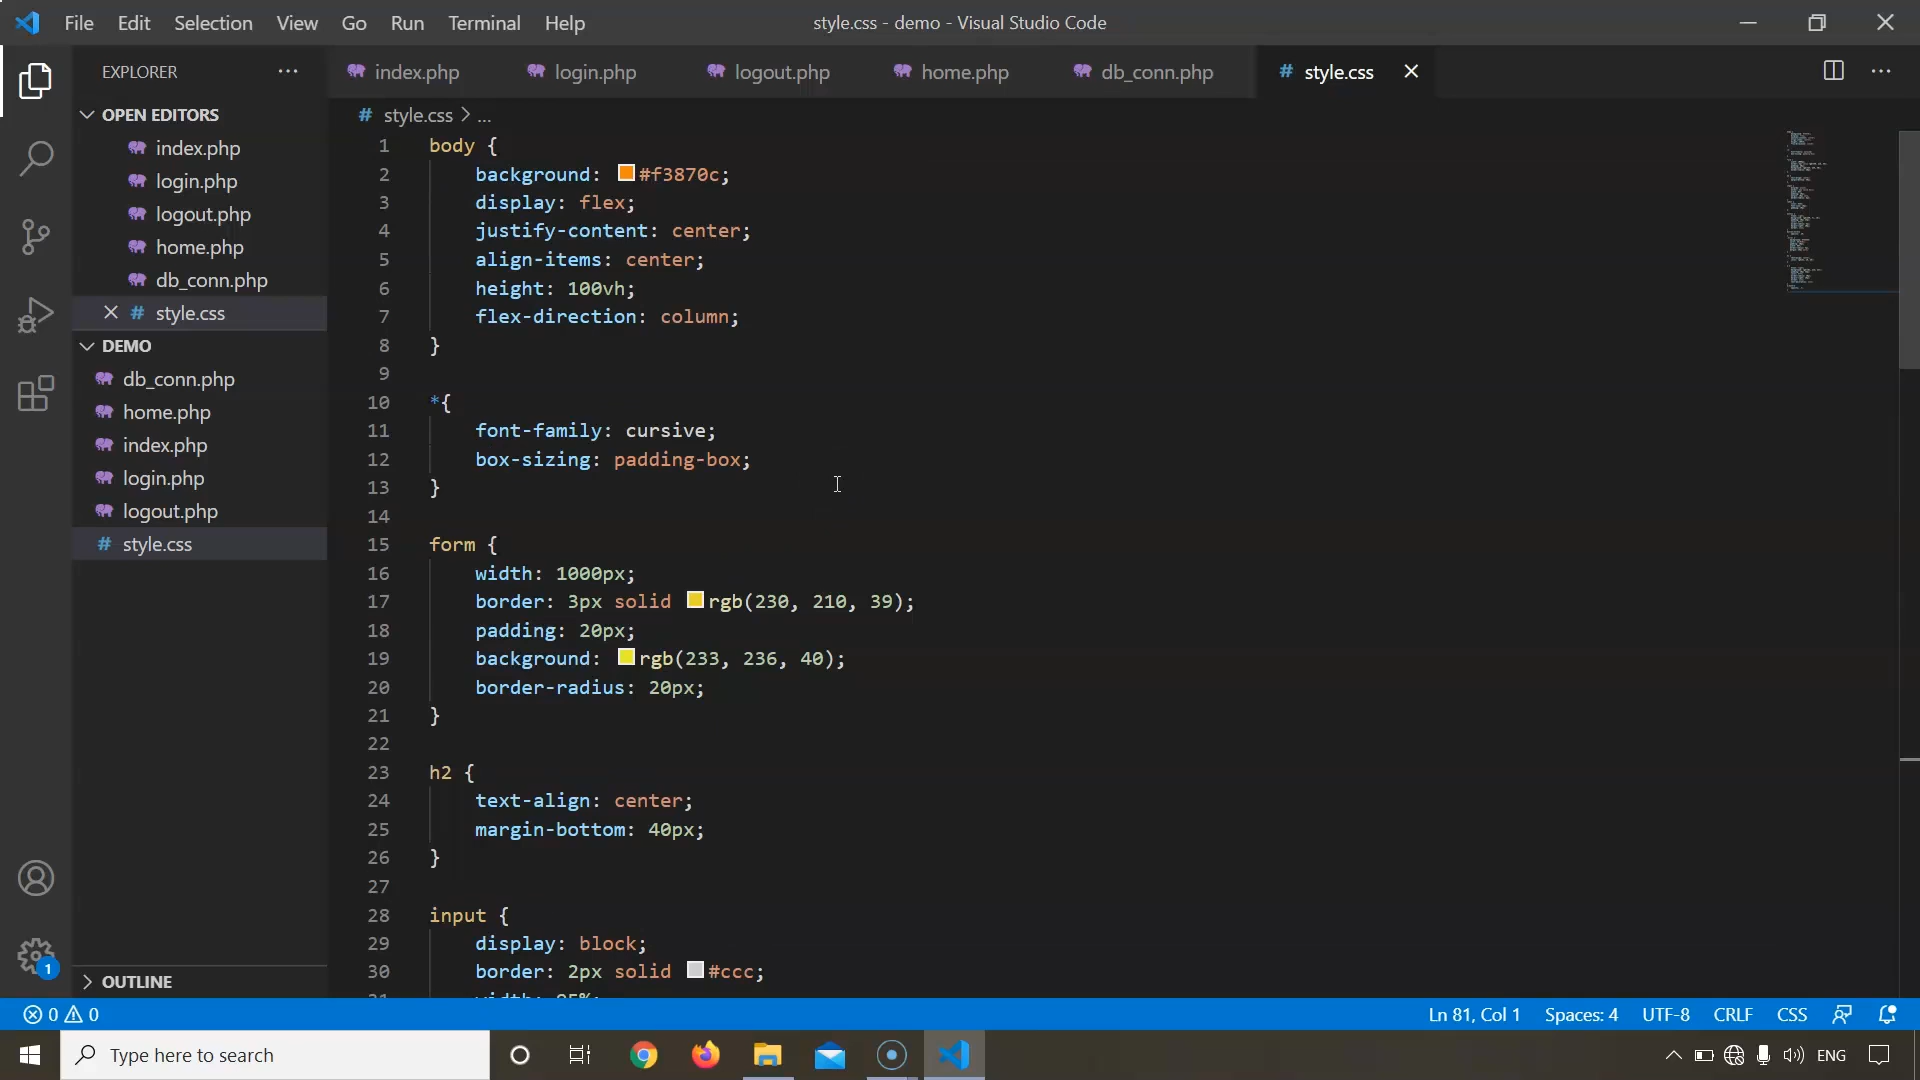 File Edit Selection View Go Run Terminal Help
style.css - demo - Visual Studio Code
EXPLORER
index.php
login.php
logout.php
home.php
db_conn.php
# style.css
OPEN EDITORS
index.php
login.php
logout.php
home.php
db_conn.php
# style.css
DEMO
db_conn.php
home.php
index.php
login.php
logout.php
# style.css
OUTLINE
# style.css > ...
1 body {
2 background: #f3870c;
3 display: flex;
4 justify-content: center;
5 align-items: center;
6 height: 100vh;
7 flex-direction: column;
8 }
9
10 *{
11 font-family: cursive;
12 box-sizing: padding-box;
13 }
14
15 form {
16 width: 1000px;
17 border: 3px solid rgb(230, 210, 39);
18 padding: 20px;
19 background: rgb(233, 236, 40);
20 border-radius: 20px;
21 }
22
23 h2 {
24 text-align: center;
25 margin-bottom: 40px;
26 }
27
28 input {
29 display: block;
30 border: 2px solid #ccc;
1
0 0
Ln 81, Col 1 Spaces: 4 UTF-8 CRLF CSS
Type here to search
ENG